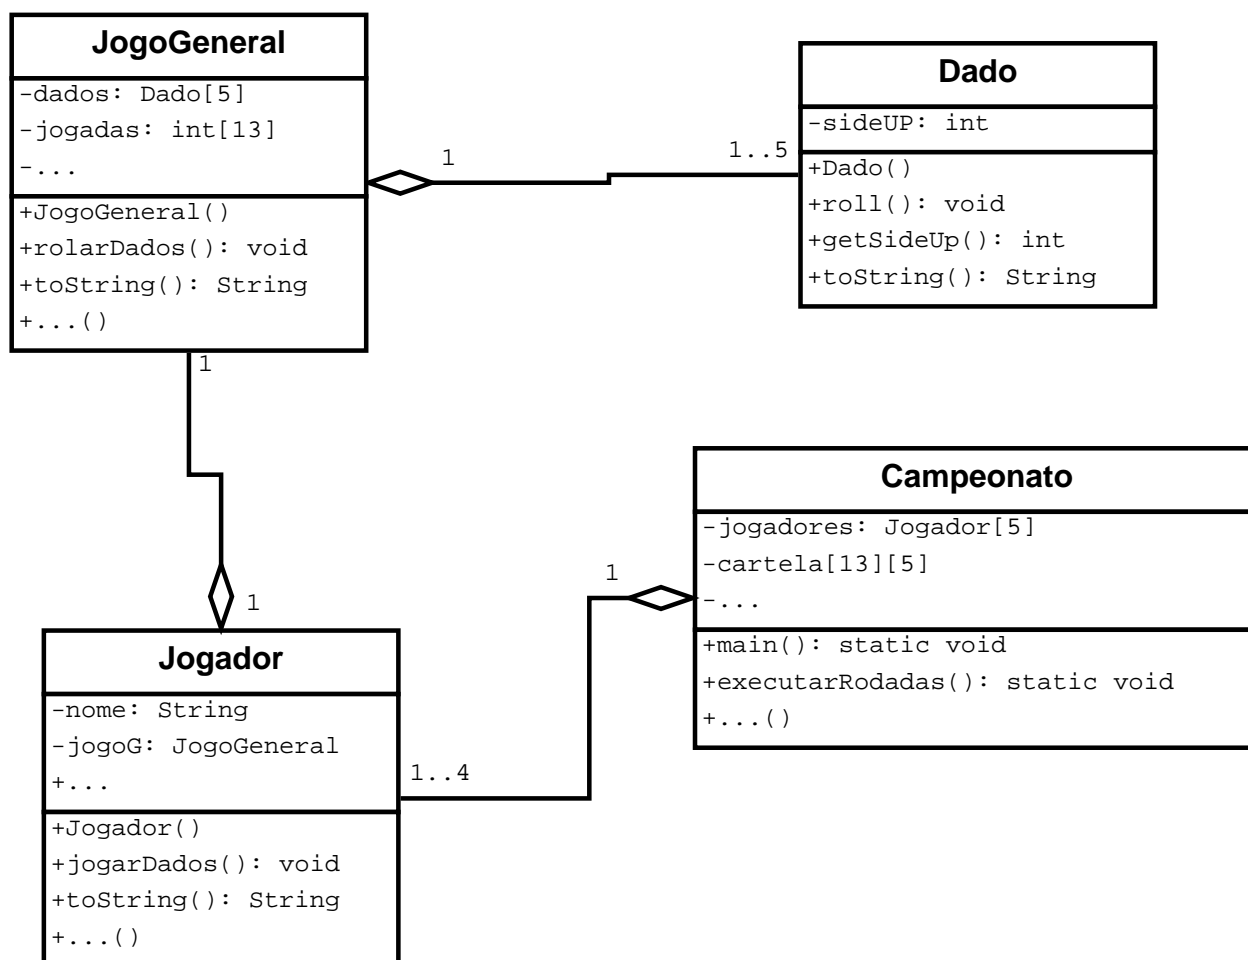 JogoGeneral
-dados: Dado[5]
-jogadas: int[13]
-...
+JogoGeneral()
+rolarDados(): void
+toString(): String
+...()
1
1..5
Dado
-sideUP: int
+Dado()
+roll(): void
+getSideUp(): int
+toString(): String
1
1
Jogador
-nome: String
-jogoG: JogoGeneral
+...
+Jogador()
+jogarDados(): void
+toString(): String
+...()
1..4
1
Campeonato
-jogadores: Jogador[5]
-cartela[13][5]
-...
+main(): static void
+executarRodadas(): static void
+...()